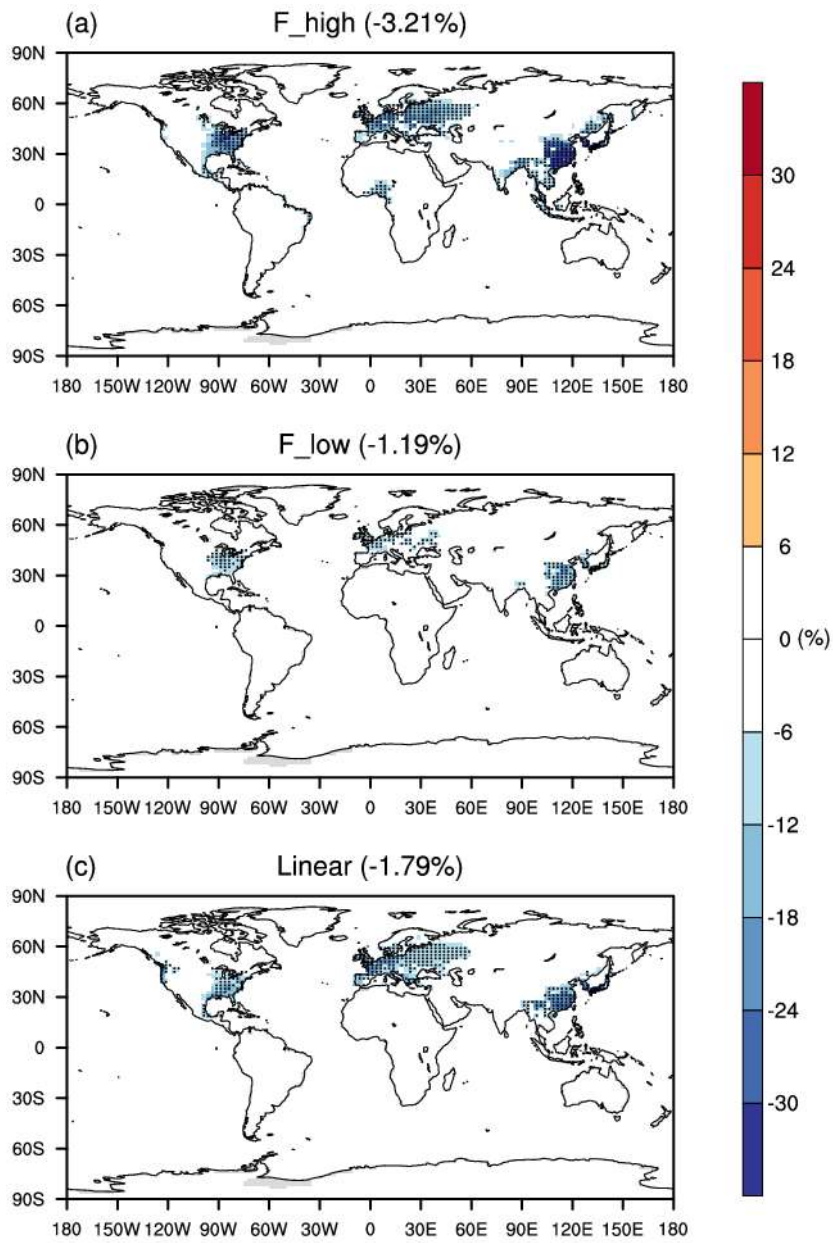 (a) F_high (-3.21%)
90N
60N
30N
0
30S
60S
90S
180 150W 120W 90W 60W 30W 0 30E 60E 90E 120E 150E 180
(b) F_low (-1.19%)
90N
60N
30N
0
30S
60S
90S
180 150W 120W 90W 60W 30W 0 30E 60E 90E 120E 150E 180
(c) Linear (-1.79%)
90N
60N
30N
0
30S
60S
90S
180 150W 120W 90W 60W 30W 0 30E 60E 90E 120E 150E 180
30
24
18
12
6
0 (%)
-6
-12
-18
-24
-30